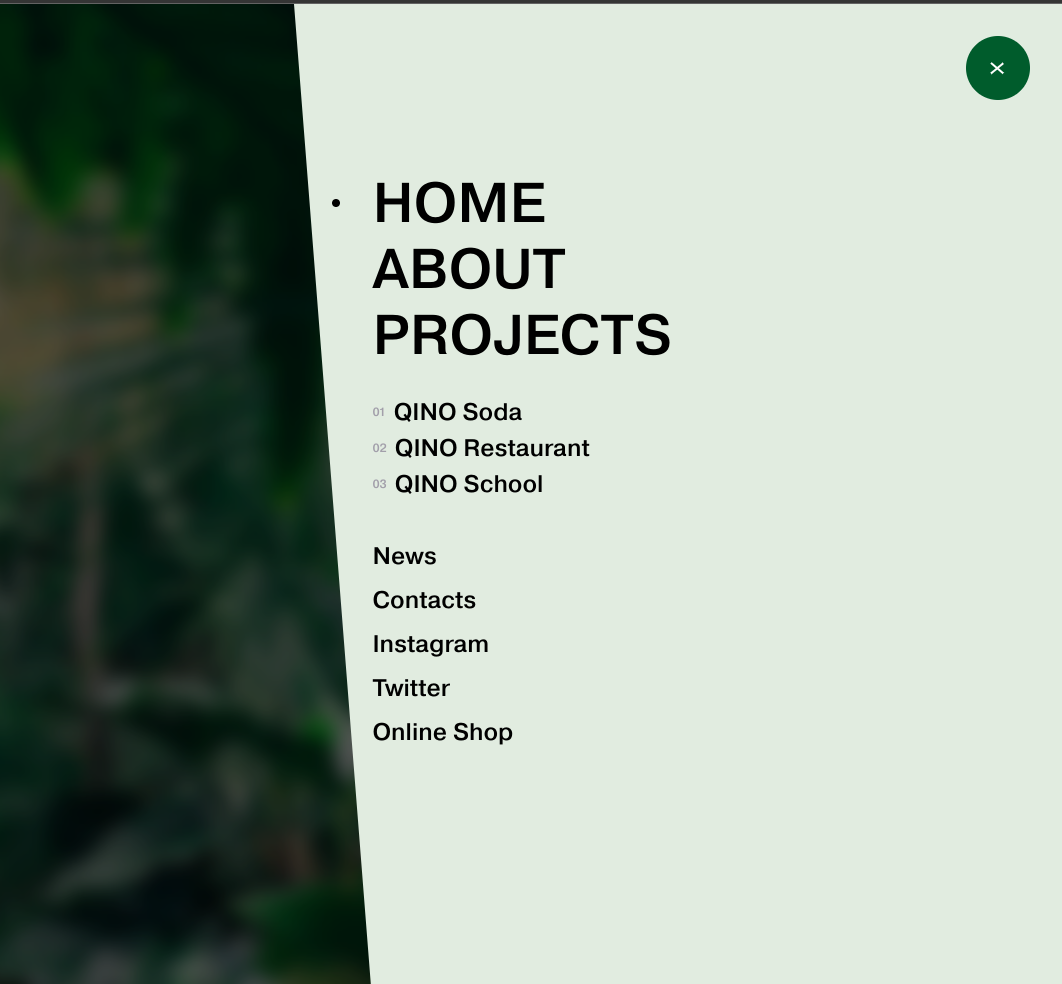 HOME
ABOUT
PROJECTS
01 QINO Soda
02 QINO Restaurant
03 QINO School
News
Contacts
Instagram
Twitter
Online Shop